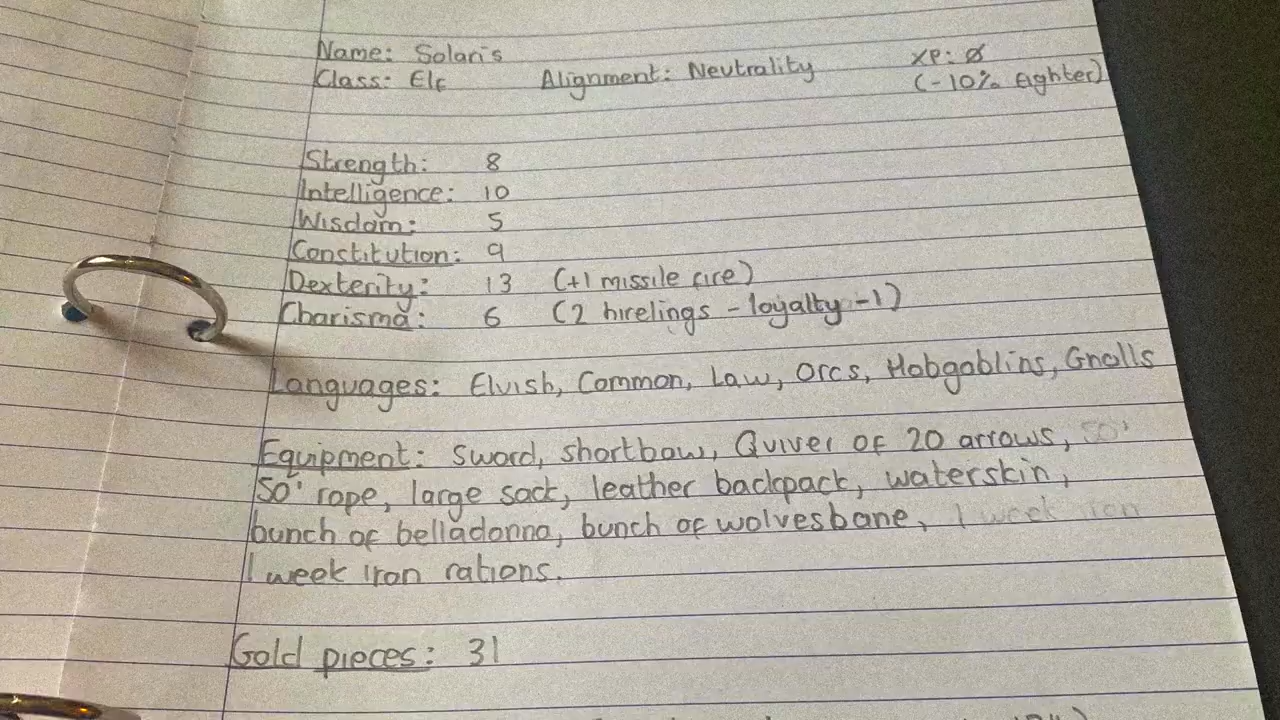 Name: Solaris
Class: Elf Alignment: Neutrality XP: 0
(-10% fighter)
Strength: 8
Intelligence: 10
Wisdom: 5
Constitution: 9
Dexterity: 13 (+1 missile fire)
Charisma: 6 (2 hirelings - loyalty -1)
Languages: Elvish, Common, Law, Orcs, Hobgoblins, Gnolls
Equipment: Sword, shortbow, Quiver of 20 arrows, 50'
50' rope, large sack, leather backpack, waterskin,
bunch of belladonna, bunch of wolvesbane, 1 week iron
1 week iron rations.
Gold pieces: 31